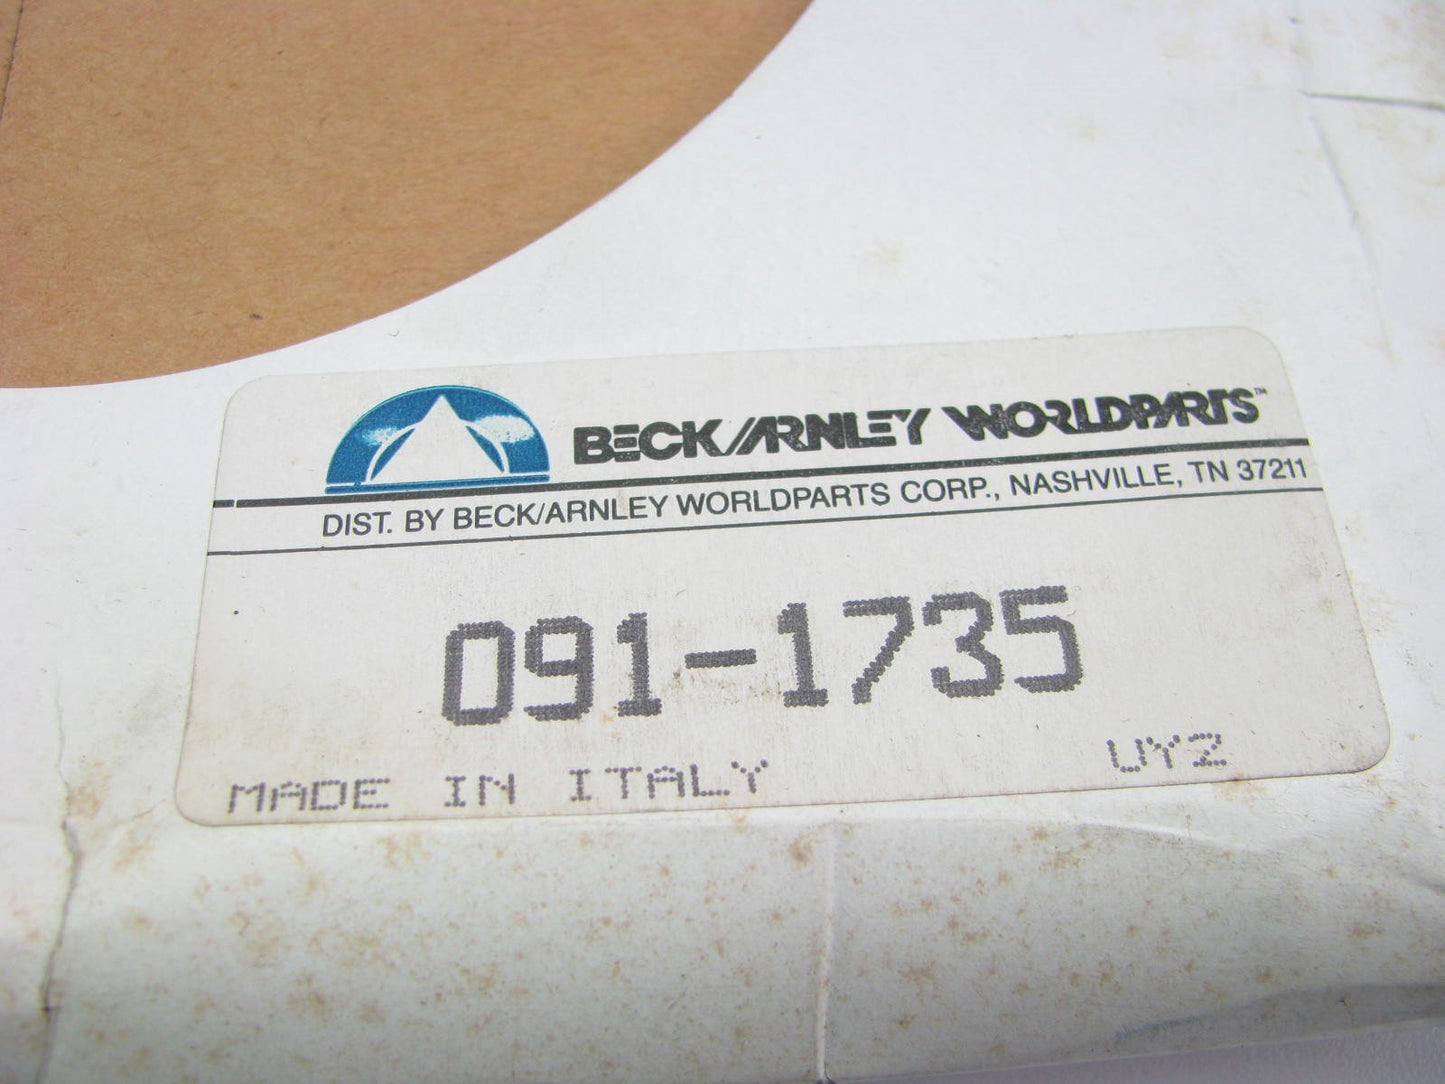 BECK/ARNLEY WORLDPARTS™
DIST. BY BECK/ARNLEY WORLDPARTS CORP., NASHVILLE, TN 37211
091-1735
MADE IN ITALY UYZ